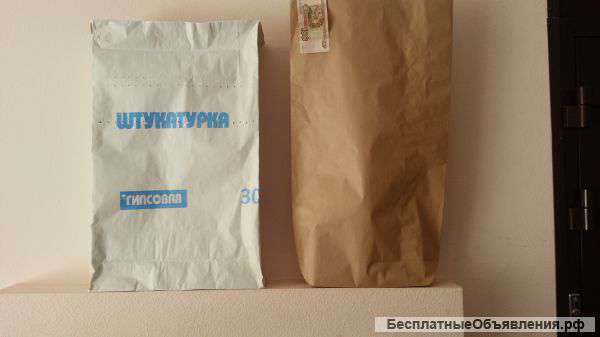 ШТУКАТУРКА
ГИПСОВАЯ
30
БесплатныеОбъявления.рф